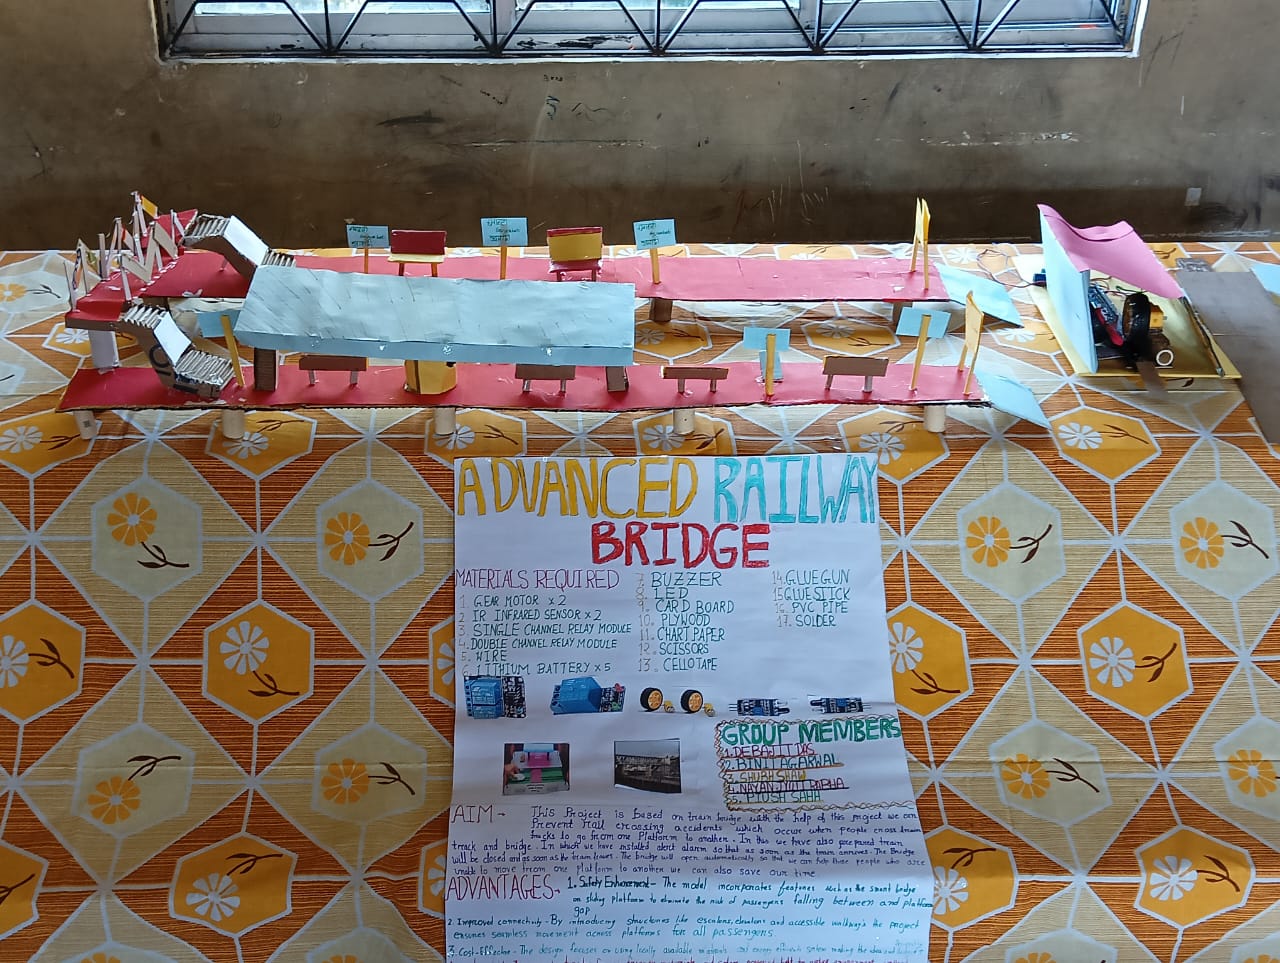 ADVANCED RAILWAY
BRIDGE
MATERIALS REQUIRED
1. GEAR MOTOR x 2
2. IR INFRARED SENSOR x 2
3. SINGLE CHANNEL RELAY MODULE
4. DOUBLE CHANNEL RELAY MODULE
5. WIRE
6. LITHIUM BATTERY x 5
7. BUZZER
8. LED
9. CARD BOARD
10. PLYWOOD
11. CHART PAPER
12. SCISSORS
13. CELLOTAPE
14. GLUE GUN
15 GLUE STICK
16. PVC PIPE
17. SOLDER
GROUP MEMBERS
1. DEBAJIT DAS
2. BINIT AGARWAL
3. SHUBH SHAW
4. NAYANJYOTI
5. PIYUSH SAHA
AIM - This Project is based on train bridge with the help of this project we can
Prevent Rail crossing accidents which occur when people cross train
tracks to go from one Platform to another. In this we have also prepared train
track and bridge. In which we have installed alert alarm so that as soon as the train arrives. The Bridge
will be closed and as soon as the train leaves. The bridge will open automatically so that we can help those people who are
unable to move from one platform to another we can also save our time
ADVANTAGES - 1. Safety Enhancement - The model incorporates features such as the smart bridge
on sliding platform to eliminate the risk of passengers falling between and platform
gap
2. Improved connectivity - By introducing structures like escalators, elevators and accessible walkways the project
ensures seamless movement across platforms for all passengers.
3. Cost-Effective - The design focuses on using locally available materials and energy efficient system making the